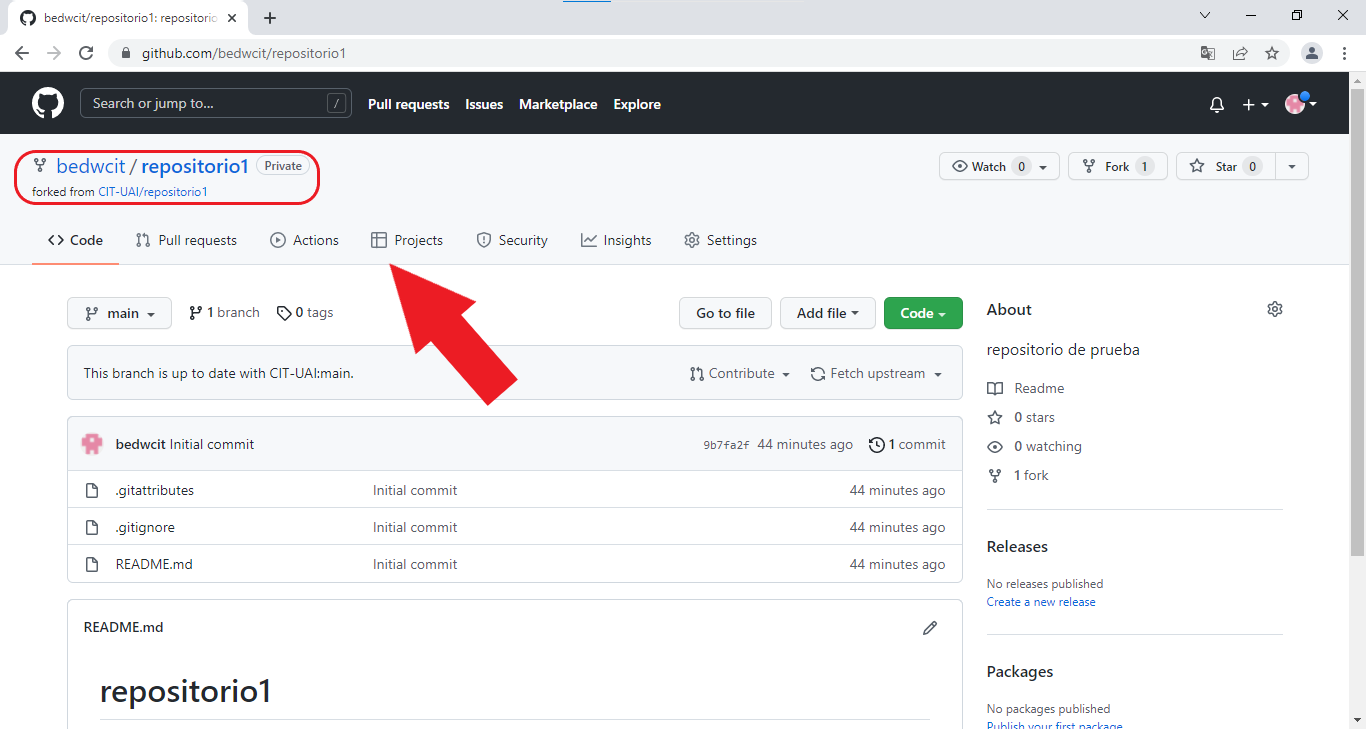 bedwcit/repositorio1: repositorio
github.com/bedwcit/repositorio1
Search or jump to... /
Pull requests Issues Marketplace Explore
bedwcit / repositorio1 Private
forked from CIT-UAI/repositorio1
Watch 0 Fork 1 Star 0
Code Pull requests Actions Projects Security Insights Settings
main 1 branch 0 tags
Go to file Add file Code
This branch is up to date with CIT-UAI:main.
Contribute Fetch upstream
bedwcit Initial commit 9b7fa2f 44 minutes ago 1 commit
.gitattributes Initial commit 44 minutes ago
.gitignore Initial commit 44 minutes ago
README.md Initial commit 44 minutes ago
README.md
repositorio1
About
repositorio de prueba
Readme
0 stars
0 watching
1 fork
Releases
No releases published
Create a new release
Packages
No packages published
Publish your first package